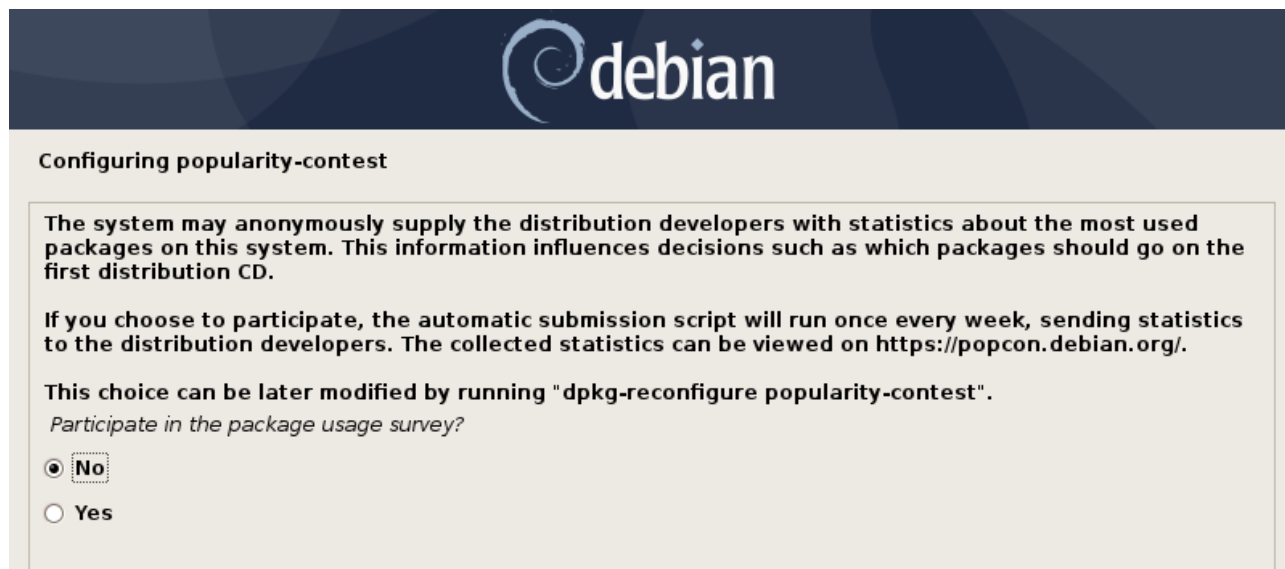 debian
Configuring popularity-contest
The system may anonymously supply the distribution developers with statistics about the most used
packages on this system. This information influences decisions such as which packages should go on the
first distribution CD.
If you choose to participate, the automatic submission script will run once every week, sending statistics
to the distribution developers. The collected statistics can be viewed on https://popcon.debian.org/.
This choice can be later modified by running "dpkg-reconfigure popularity-contest".
Participate in the package usage survey?
No
Yes